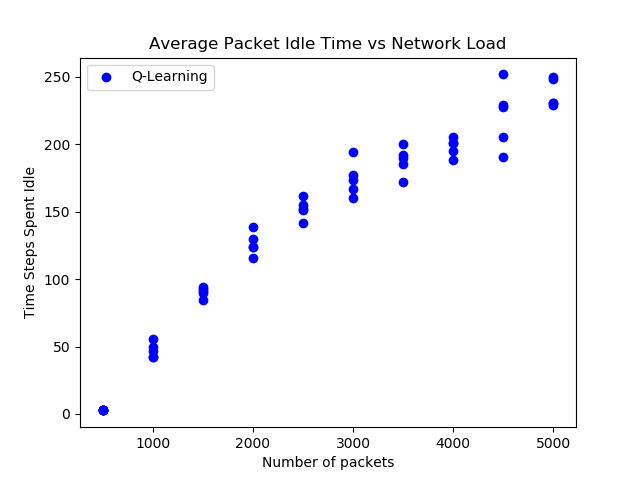 Average Packet Idle Time vs Network Load
Q-Learning
Time Steps Spent Idle
250
200
150
100
50
0
1000 2000 3000 4000 5000
Number of packets